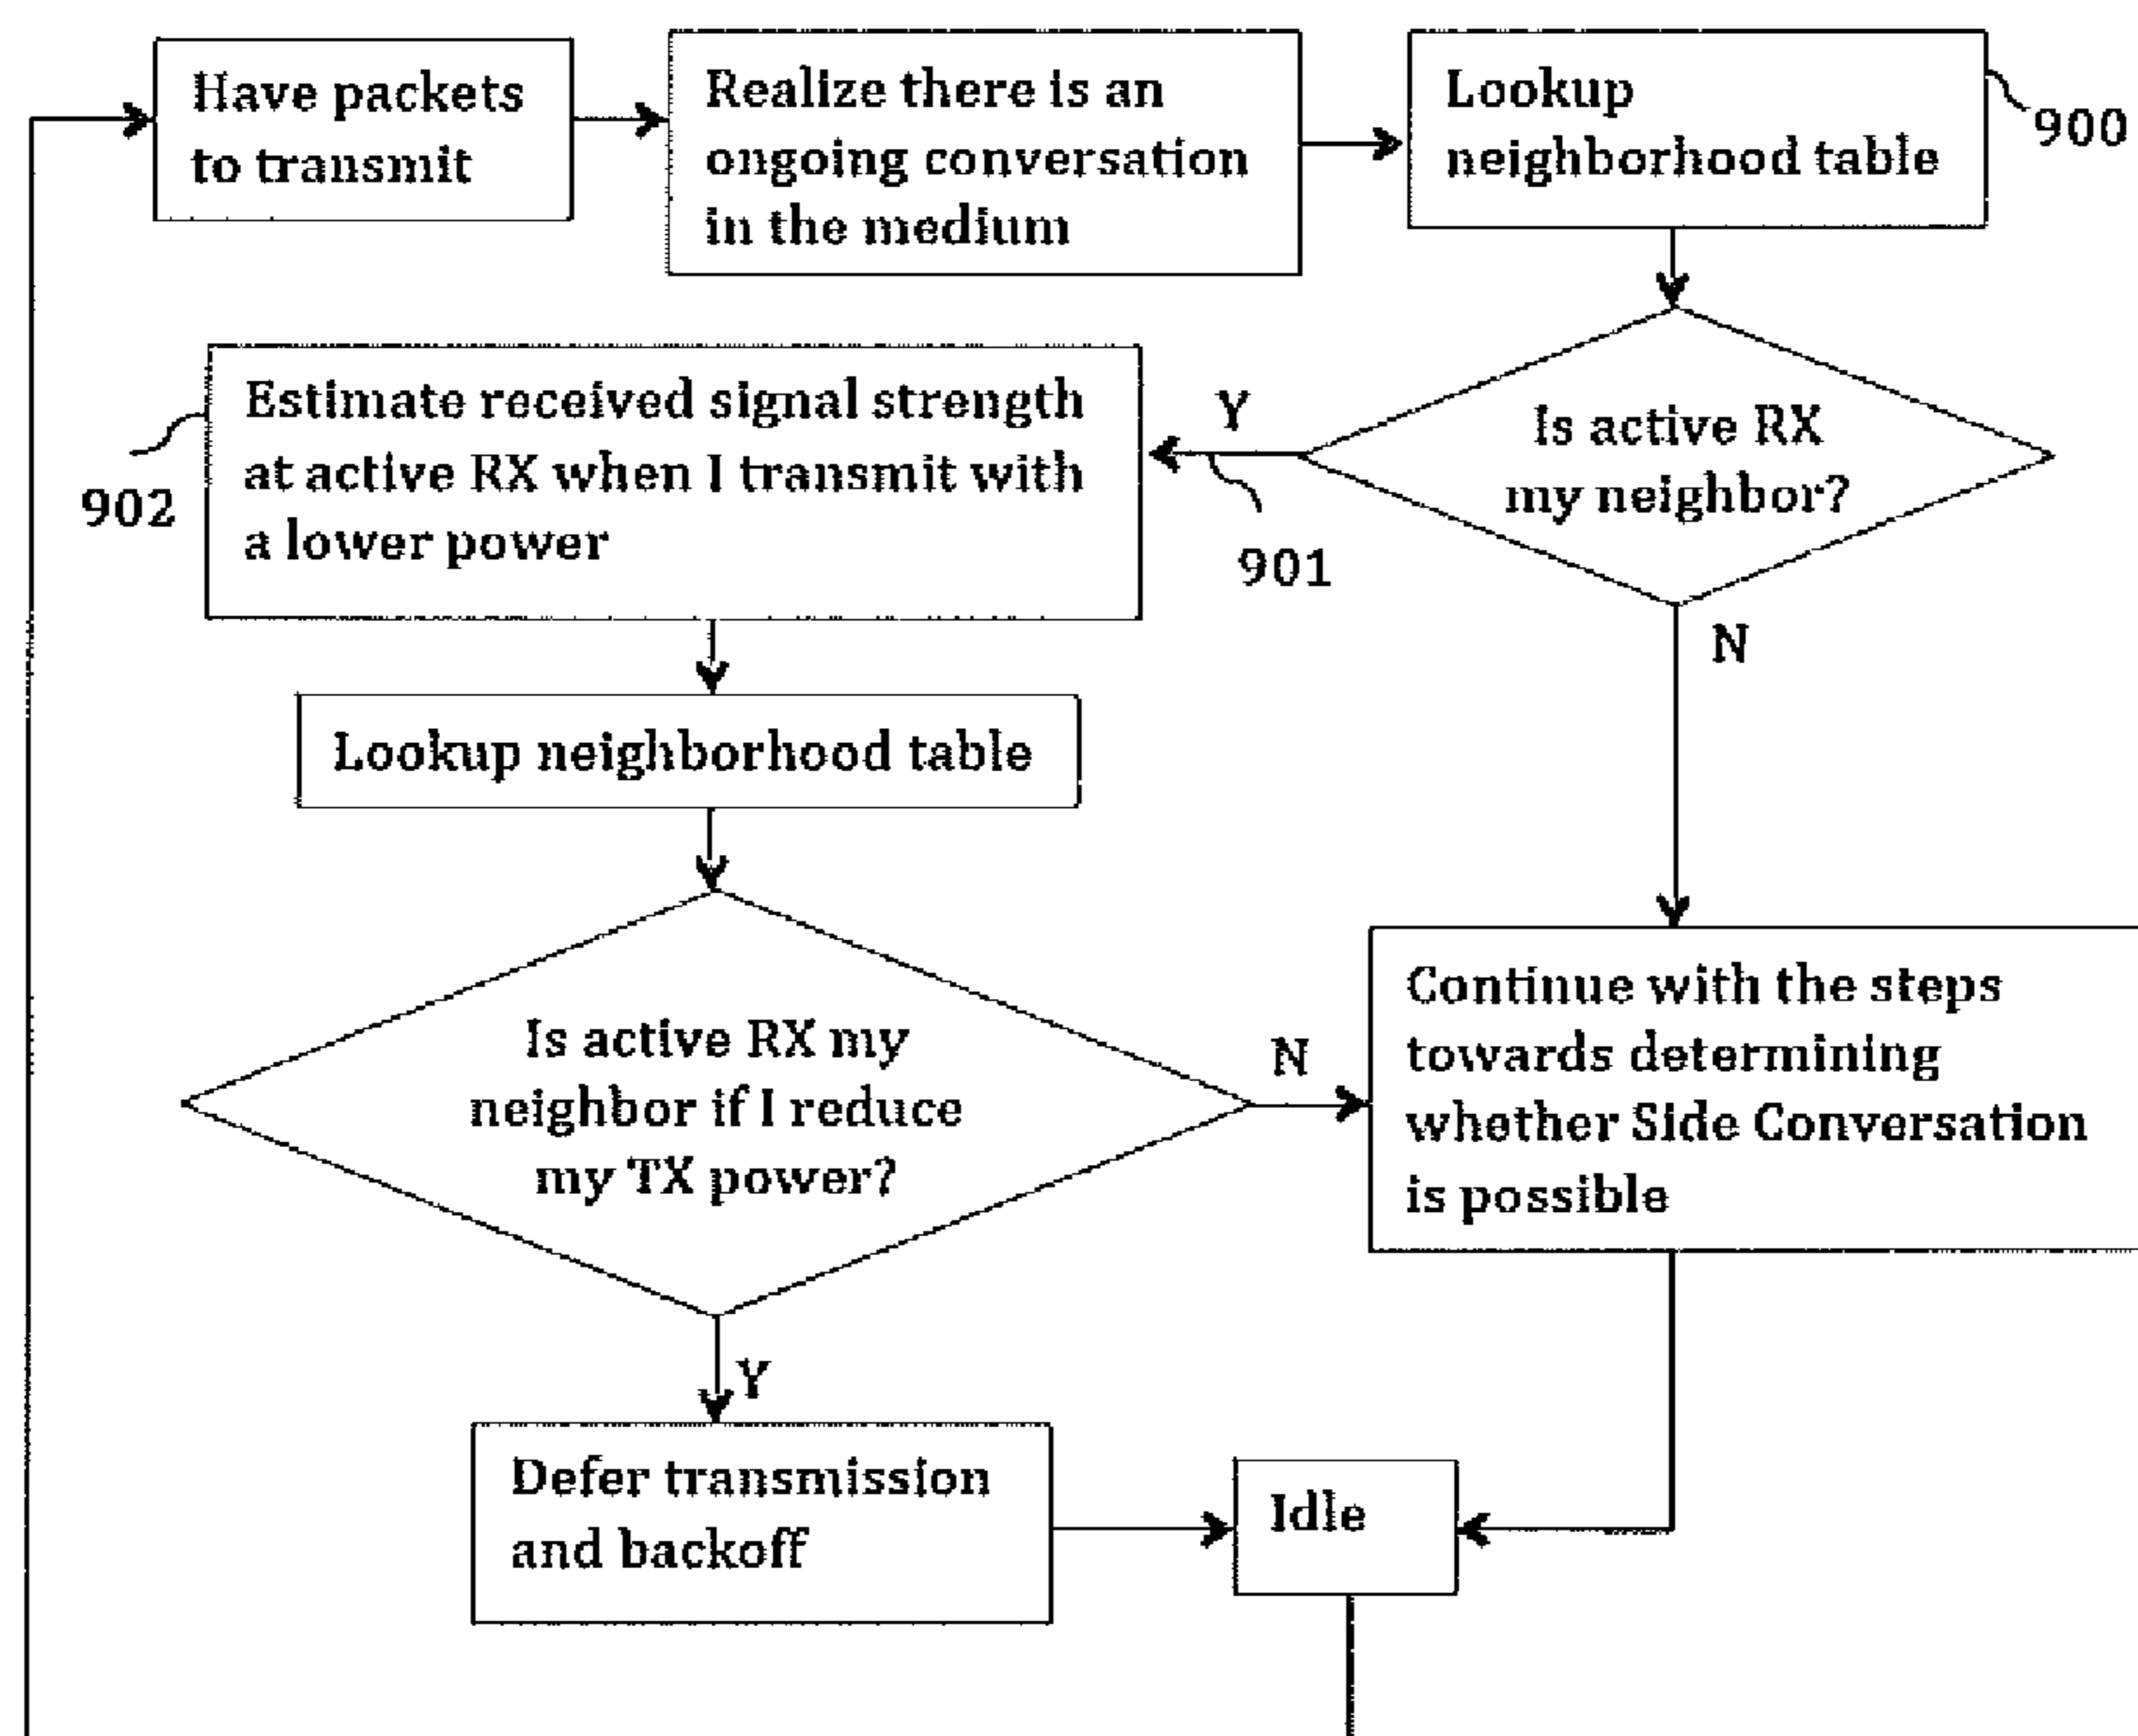 Have packets
to transmit
Realize there is an
ongoing conversation
in the medium
Lookup
neighborhood table
900
Estimate received signal strength
at active RX when I transmit with
a lower power
902
Y
901
Is active RX
my neighbor?
N
Lookup neighborhood table
Is active RX my
neighbor if I reduce
my TX power?
N
Continue with the steps
towards determining
whether Side Conversation
is possible
Y
Defer transmission
and backoff
Idle